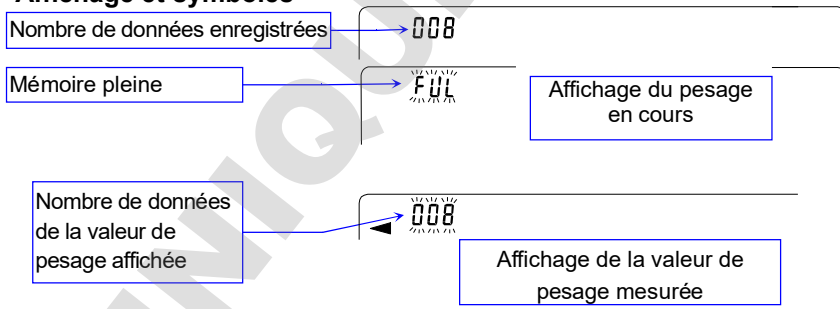 Affichage et symboles
Nombre de données enregistrées
008
Mémoire pleine
FUL
Affichage du pesage
en cours
Nombre de données
de la valeur de
pesage affichée
008
Affichage de la valeur de
pesage mesurée
NIQU